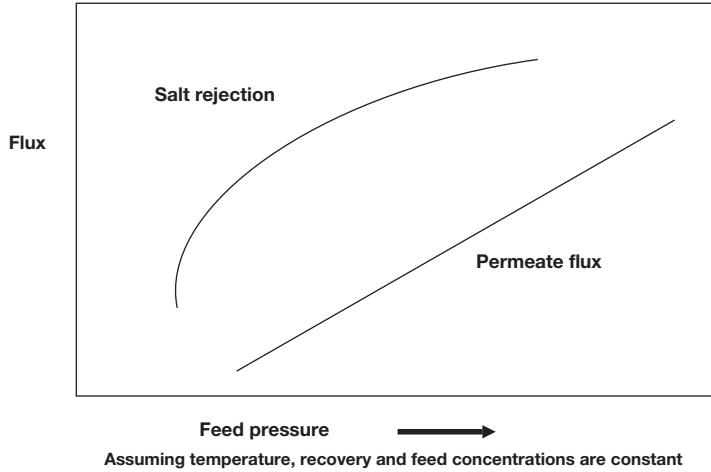 Salt rejection
Flux
Permeate flux
Feed pressure
Assuming temperature, recovery and feed concentrations are constant